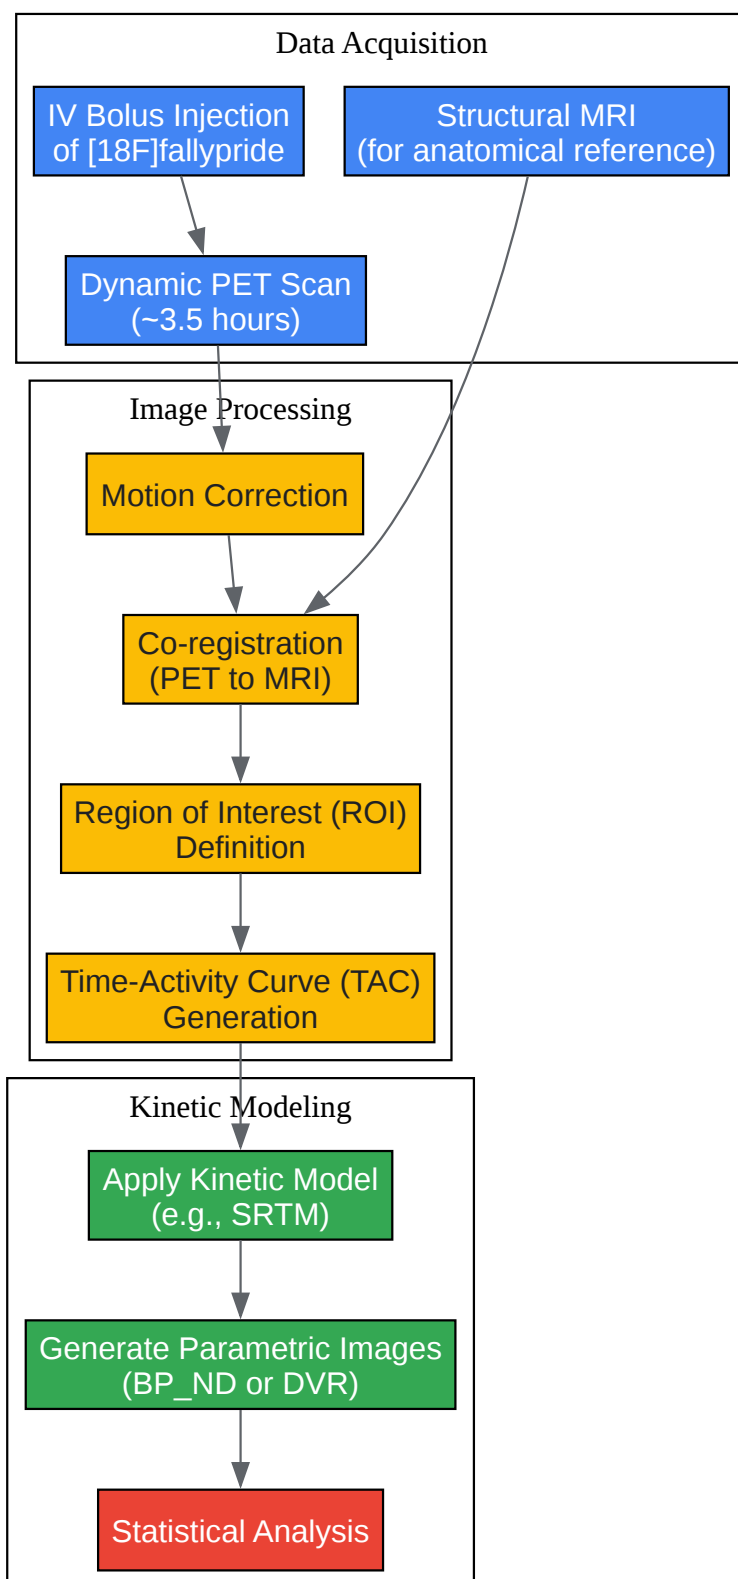 Data Acquisition
IV Bolus Injection
of [18F]fallypride
Structural MRI
(for anatomical reference)
Dynamic PET Scan
(~3.5 hours)
Image Processing
Motion Correction
Co-registration
(PET to MRI)
Region of Interest (ROI)
Definition
Time-Activity Curve (TAC)
Generation
Kinetic Modeling
Apply Kinetic Model
(e.g., SRTM)
Generate Parametric Images
(BP_ND or DVR)
Statistical Analysis